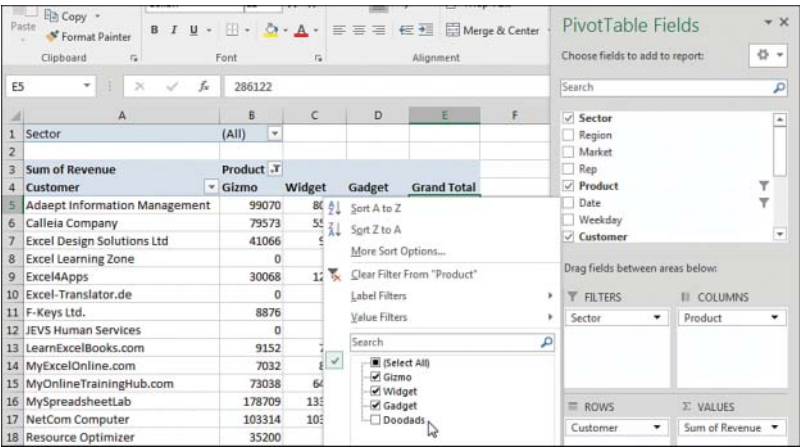 Copy
Paste
Format Painter
B I U
Merge & Center
Clipboard Font Alignment
E5 fx 286122
A B C D E F
1 Sector (All)
2
3 Sum of Revenue Product
4 Customer Gizmo Widget Gadget Grand Total
5 Adaept Information Management 99070
6 Calleia Company 79573
7 Excel Design Solutions Ltd 41066
8 Excel Learning Zone 0
9 Excel4Apps 30068
10 Excel-Translator.de 0
11 F-Keys Ltd. 8876
12 JEVS Human Services 0
13 LearnExcelBooks.com 9152
14 MyExcelOnline.com 7032
15 MyOnlineTrainingHub.com 73038
16 MySpreadsheetLab 178709
17 NetCom Computer 103314
18 Resource Optimizer 35200
Sort A to Z
Sort Z to A
More Sort Options...
Clear Filter From "Product"
Label Filters
Value Filters
Search
(Select All)
Gizmo
Widget
Gadget
Doodads
PivotTable Fields
Choose fields to add to report:
Search
Sector
Region
Market
Rep
Product
Date
Weekday
Customer
Drag fields between areas below:
FILTERS COLUMNS
Sector Product
ROWS Σ VALUES
Customer Sum of Revenue